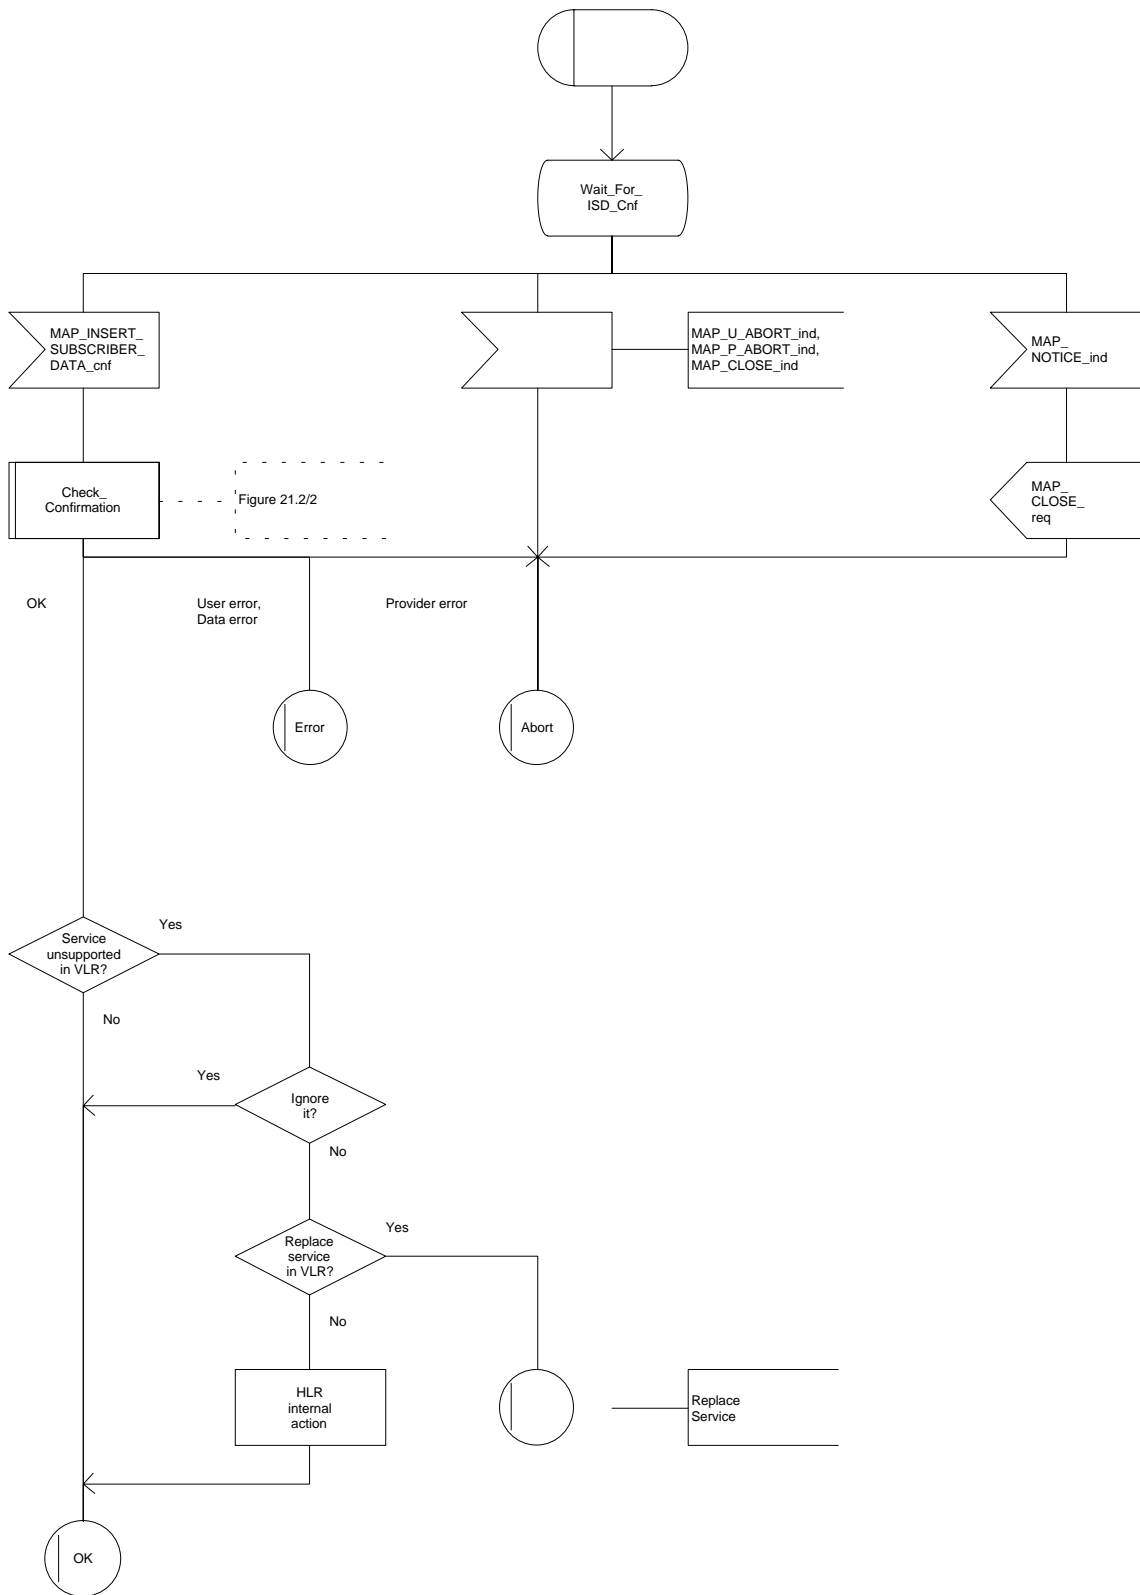 Wait_For_
ISD_Cnf
MAP_INSERT_
SUBSCRIBER_
DATA_cnf
MAP_U_ABORT_ind,
MAP_P_ABORT_ind,
MAP_CLOSE_ind
MAP_
NOTICE_ind
Check_
Confirmation
Figure 21.2/2
MAP_
CLOSE_
req
OK
User error,
Data error
Provider error
Error
Abort
Service
unsupported
in VLR?
Yes
No
Yes
Ignore
it?
No
Replace
service
in VLR?
Yes
No
HLR
internal
action
Replace
Service
OK